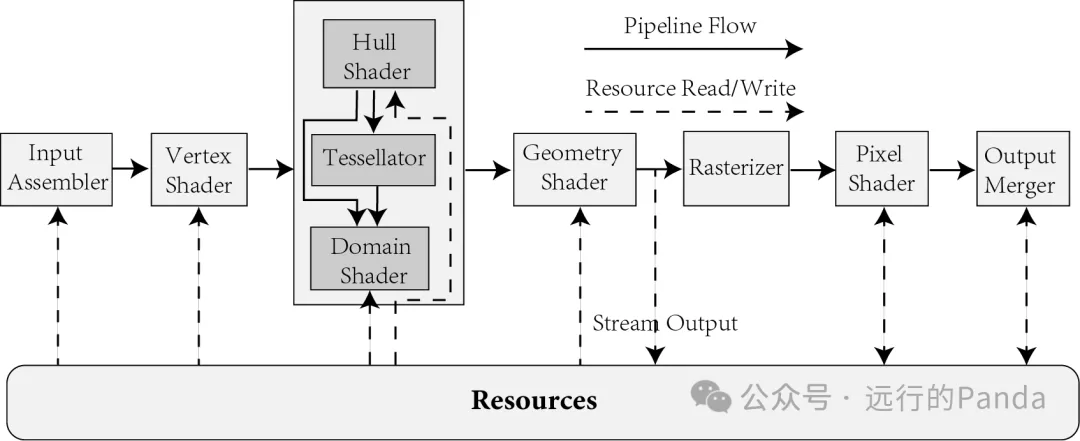 Hull
Shader
Pipeline Flow
Resource Read/Write
Input
Assembler
Vertex
Shader
Tessellator
Geometry
Shader
Rasterizer
Pixel
Shader
Output
Merger
Domain
Shader
Stream Output
Resources
公众号 · 远行的Panda